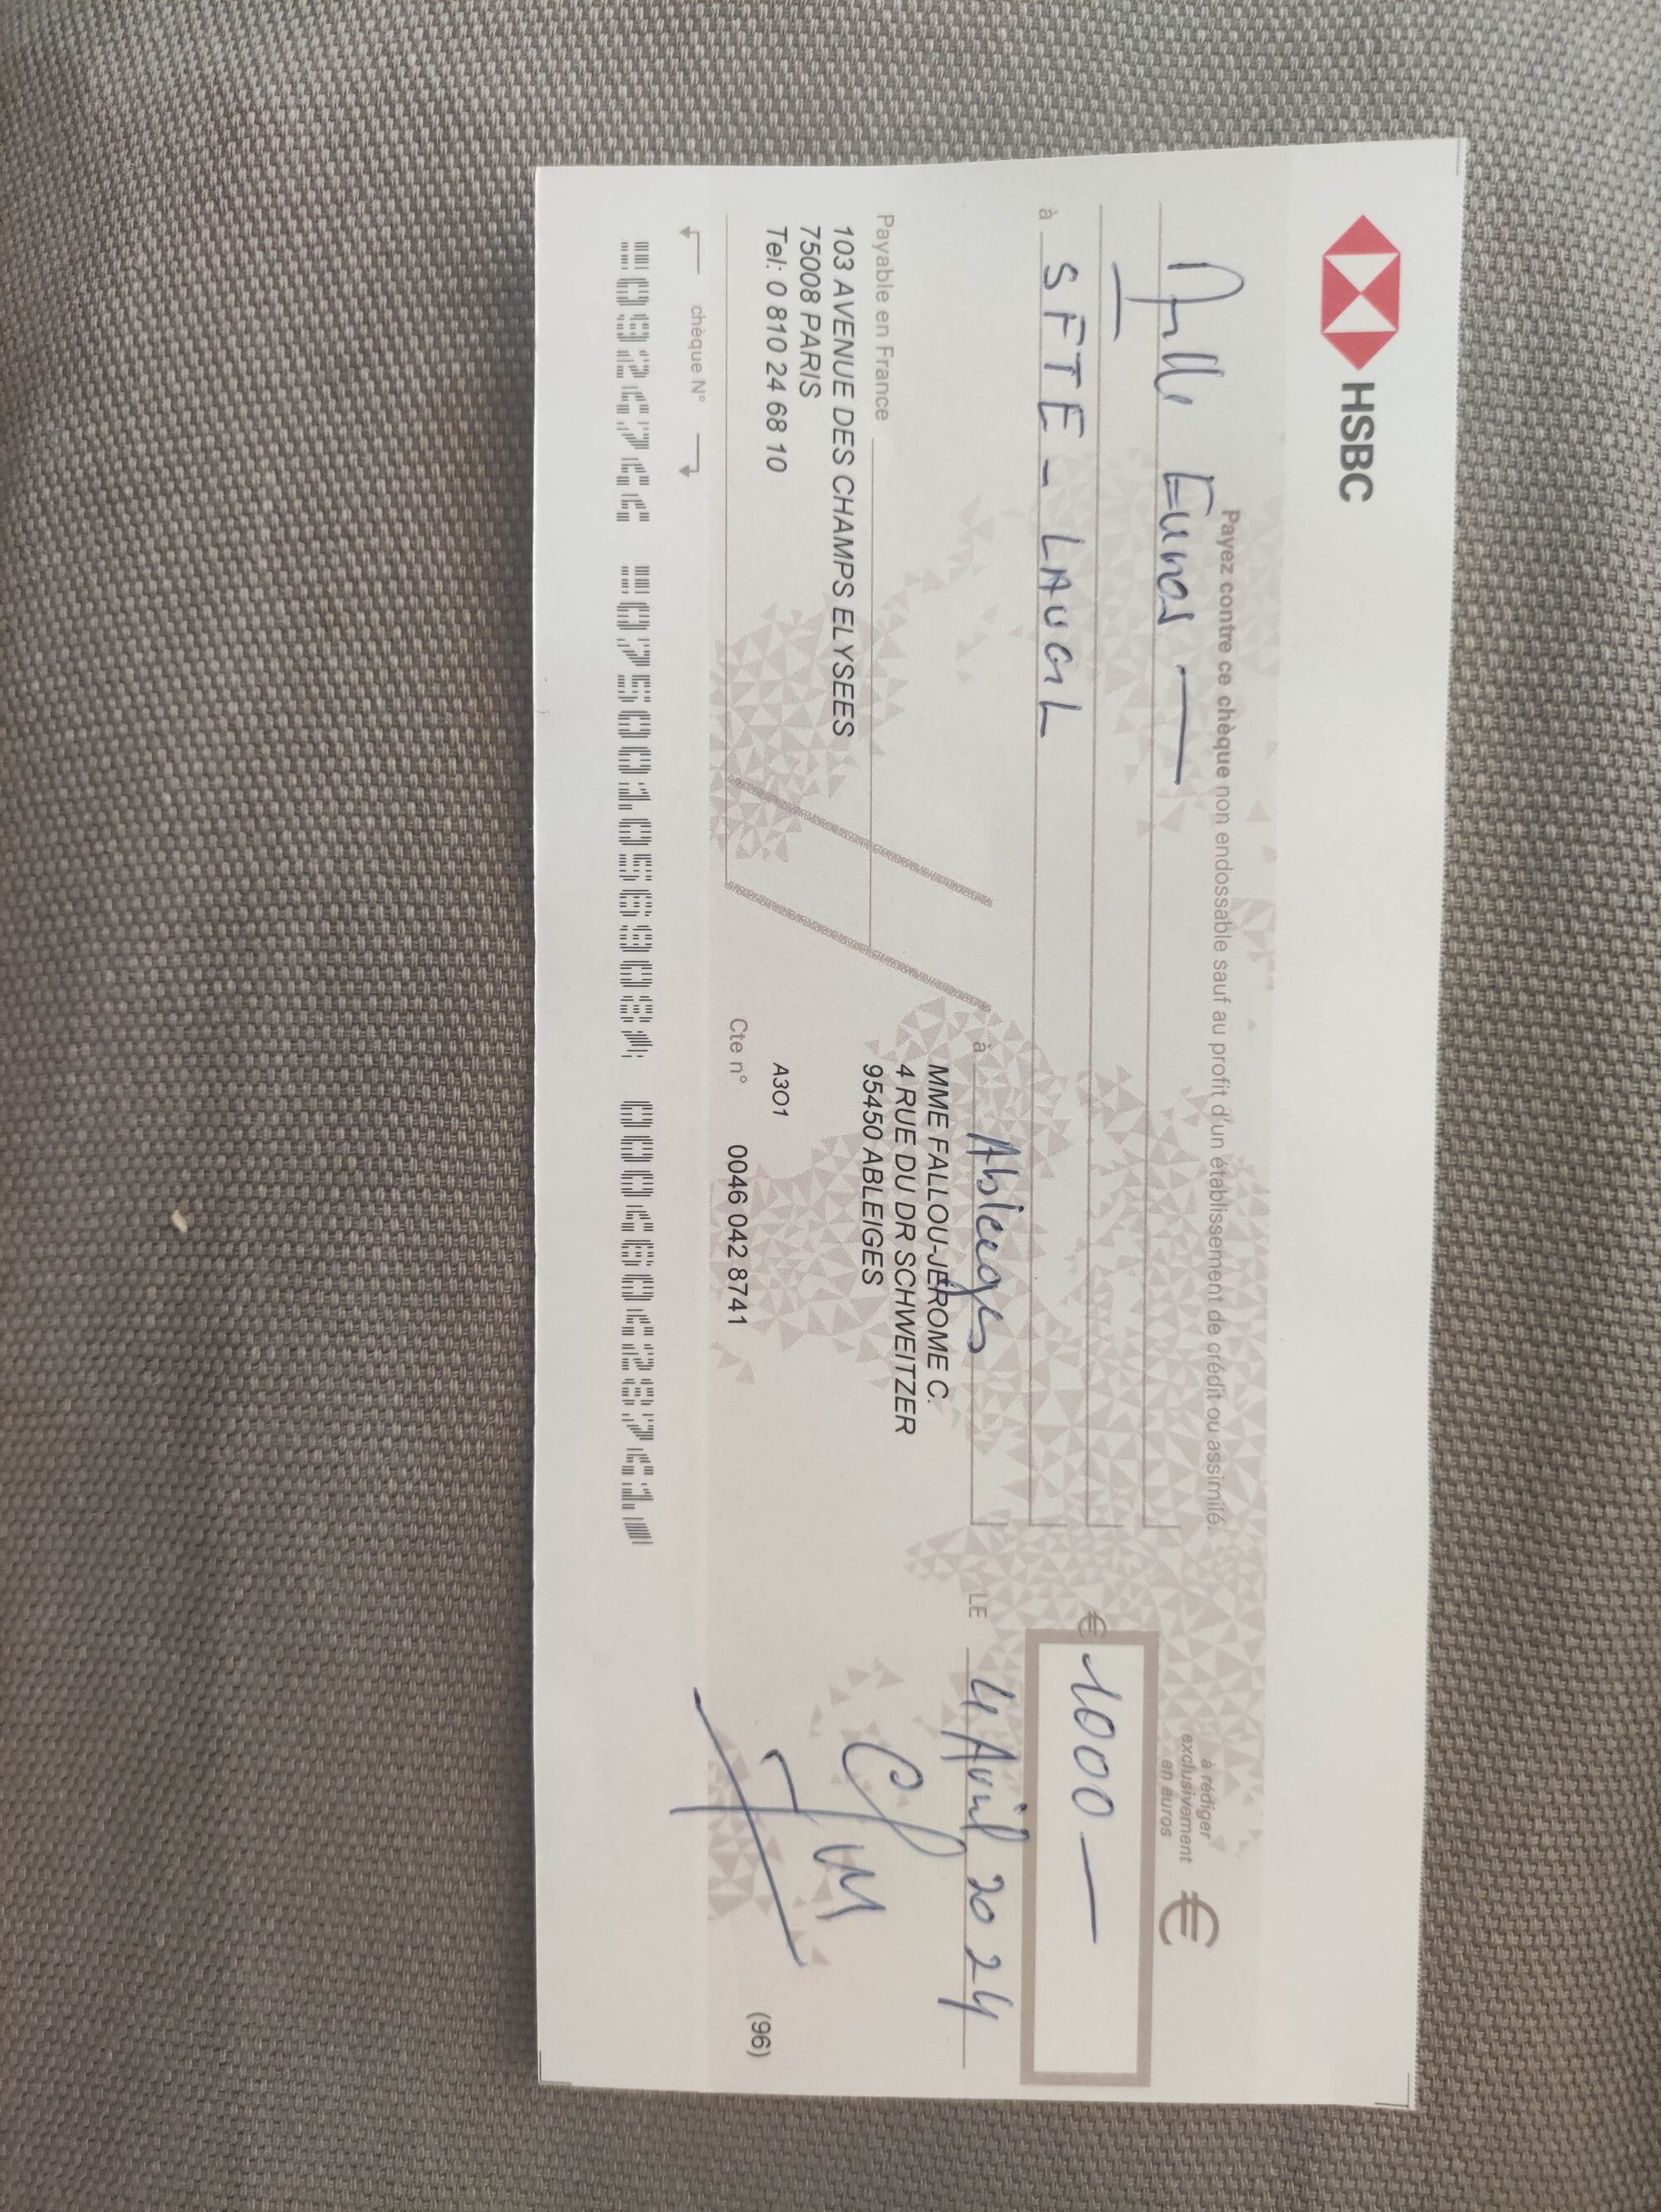 HSBC
à rédiger
exclusivement
en euros
€
Payez contre ce chèque non endossable sauf au profit d'un établissement de crédit ou assimilé.
Mille Euros
€ 1000
à SFTE - LAUGL
à Ableiges
LE 4 Avril 2024
Payable en France
103 AVENUE DES CHAMPS ELYSEES
75008 PARIS
Tel: 0 810 24 68 10
MME FALLOU-JEROME C.
4 RUE DU DR SCHWEITZER
95450 ABLEIGES
A301
chèque N°
Cte n° 0046 042 8741
(96)